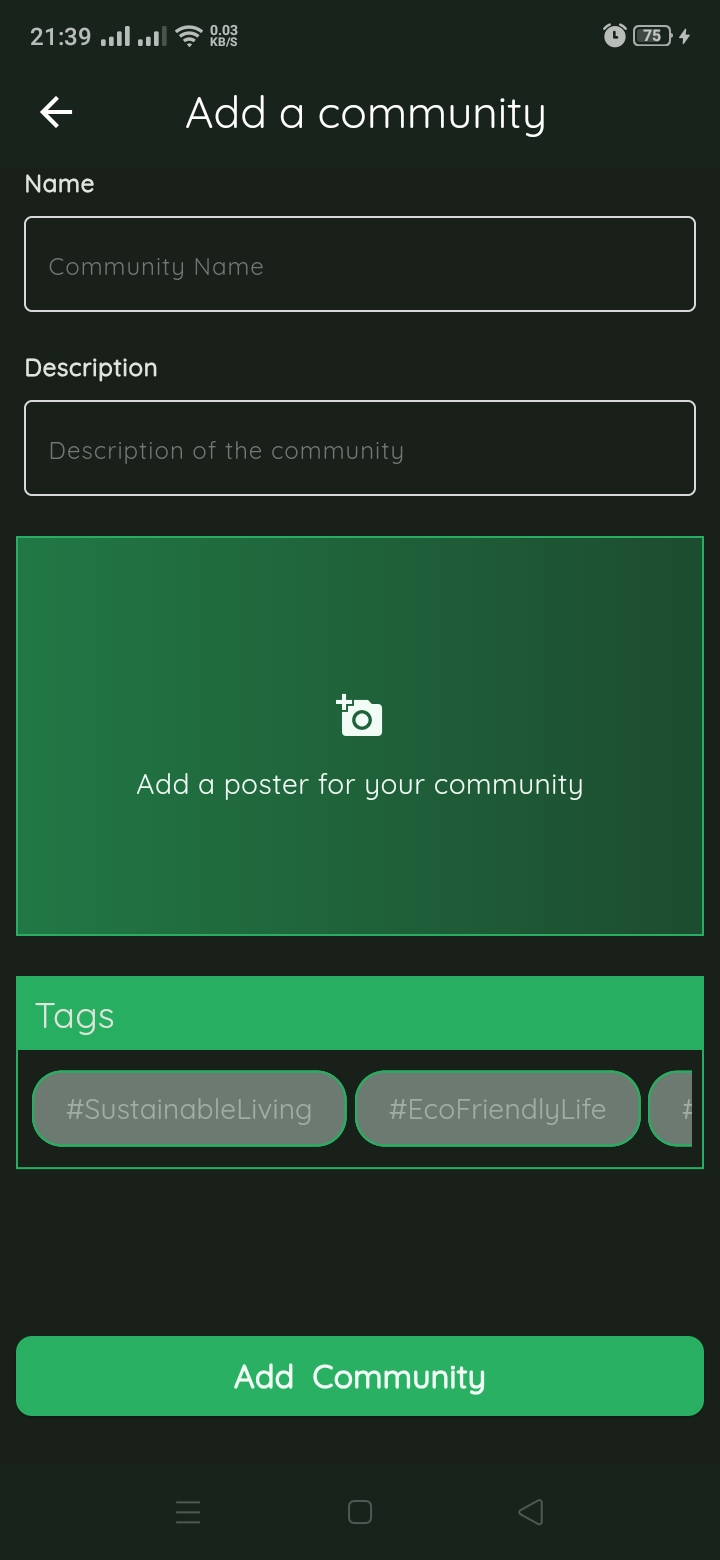 21:39 0.03 KB/S 75
Add a community
Name
Community Name
Description
Description of the community
Add a poster for your community
Tags
#SustainableLiving #EcoFriendlyLife #
Add Community